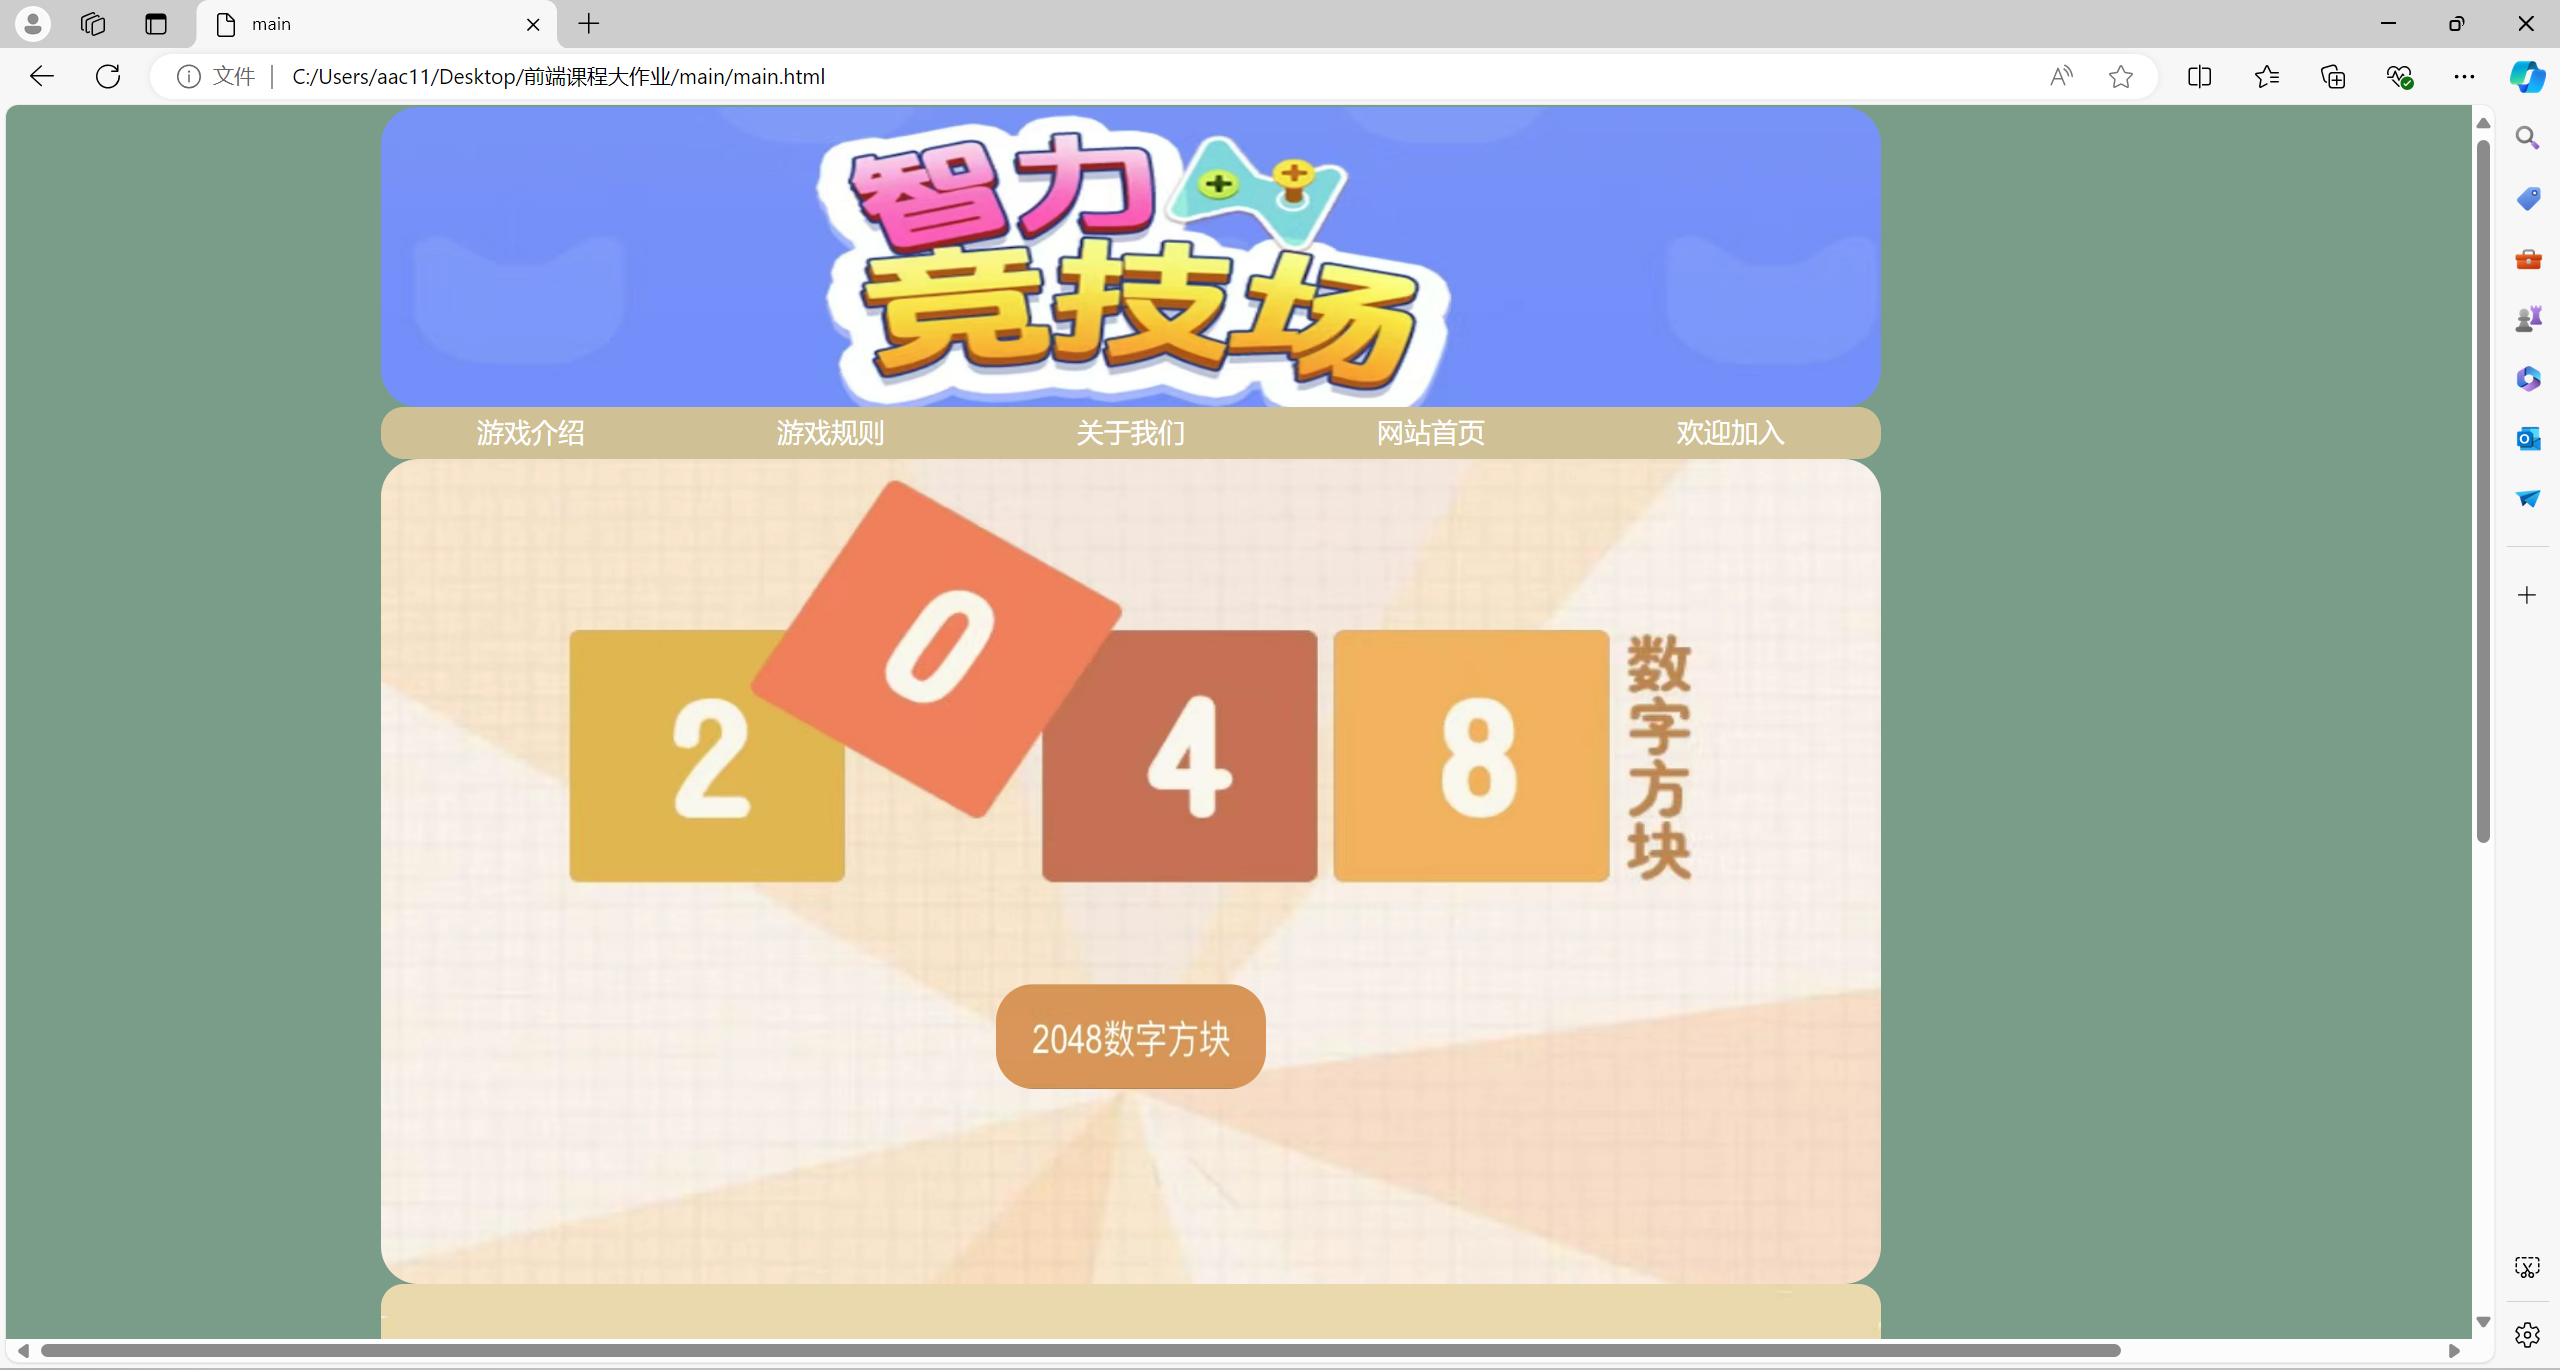 main
文件
C:/Users/aac11/Desktop/前端课程大作业/main/main.html
智力
竞技场
游戏介绍 游戏规则 关于我们 网站首页 欢迎加入
2 0 4 8
数字方块
2048数字方块